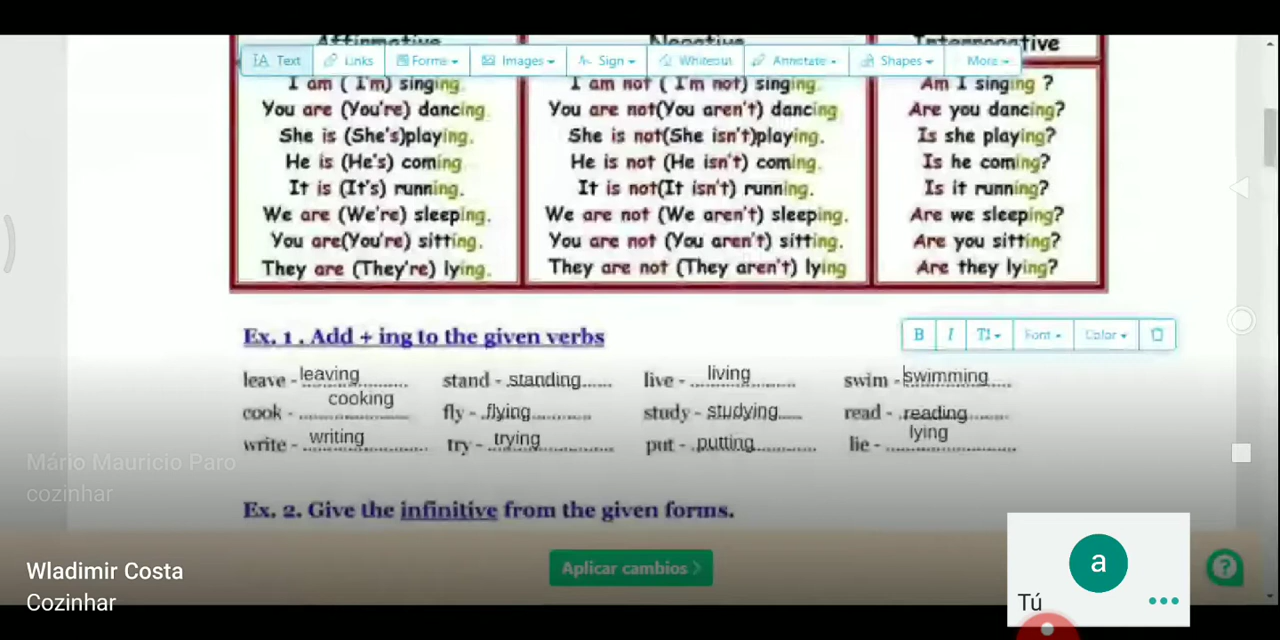 Affirmative Negative Interrogative
Text Links Forms Images Sign Whiteout Annotate Shapes More
I am ( I'm) singing. I am not ( I'm not) singing. Am I singing ?
You are (You're) dancing. You are not(You aren't) dancing Are you dancing?
She is (She's)playing. She is not(She isn't)playing. Is she playing?
He is (He's) coming. He is not (He isn't) coming. Is he coming?
It is (It's) running. It is not(It isn't) running. Is it running?
We are (We're) sleeping. We are not (We aren't) sleeping. Are we sleeping?
You are(You're) sitting. You are not (You aren't) sitting. Are you sitting?
They are (They're) lying. They are not (They aren't) lying Are they lying?
Ex. 1 . Add + ing to the given verbs
B I T1 Font Color
leave - leaving stand - standing live - living swim - swimming
cook - cooking fly - flying study - studying read - reading
write - writing try - trying put - putting lie - lying
Mário Mauricio Paro
cozinhar
Ex. 2. Give the infinitive from the given forms.
Wladimir Costa
Cozinhar
Aplicar cambios
a
Tú
?